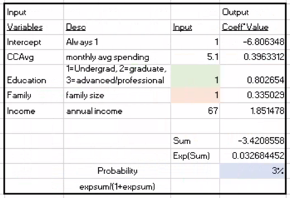 Input Output
Variables Desc Input Coeff*Value
Intercept Always 1 1 -6.806348
CCAvg monthly avg spending 5.1 0.3963312
1=Undergrad, 2=graduate,
Education 3=advanced/professional 1 0.802654
Family family size 1 0.335029
Income annual income 67 1.851478
Sum -3.4208558
Exp(Sum) 0.032684452
Probability 3%
expsum/(1+expsum)